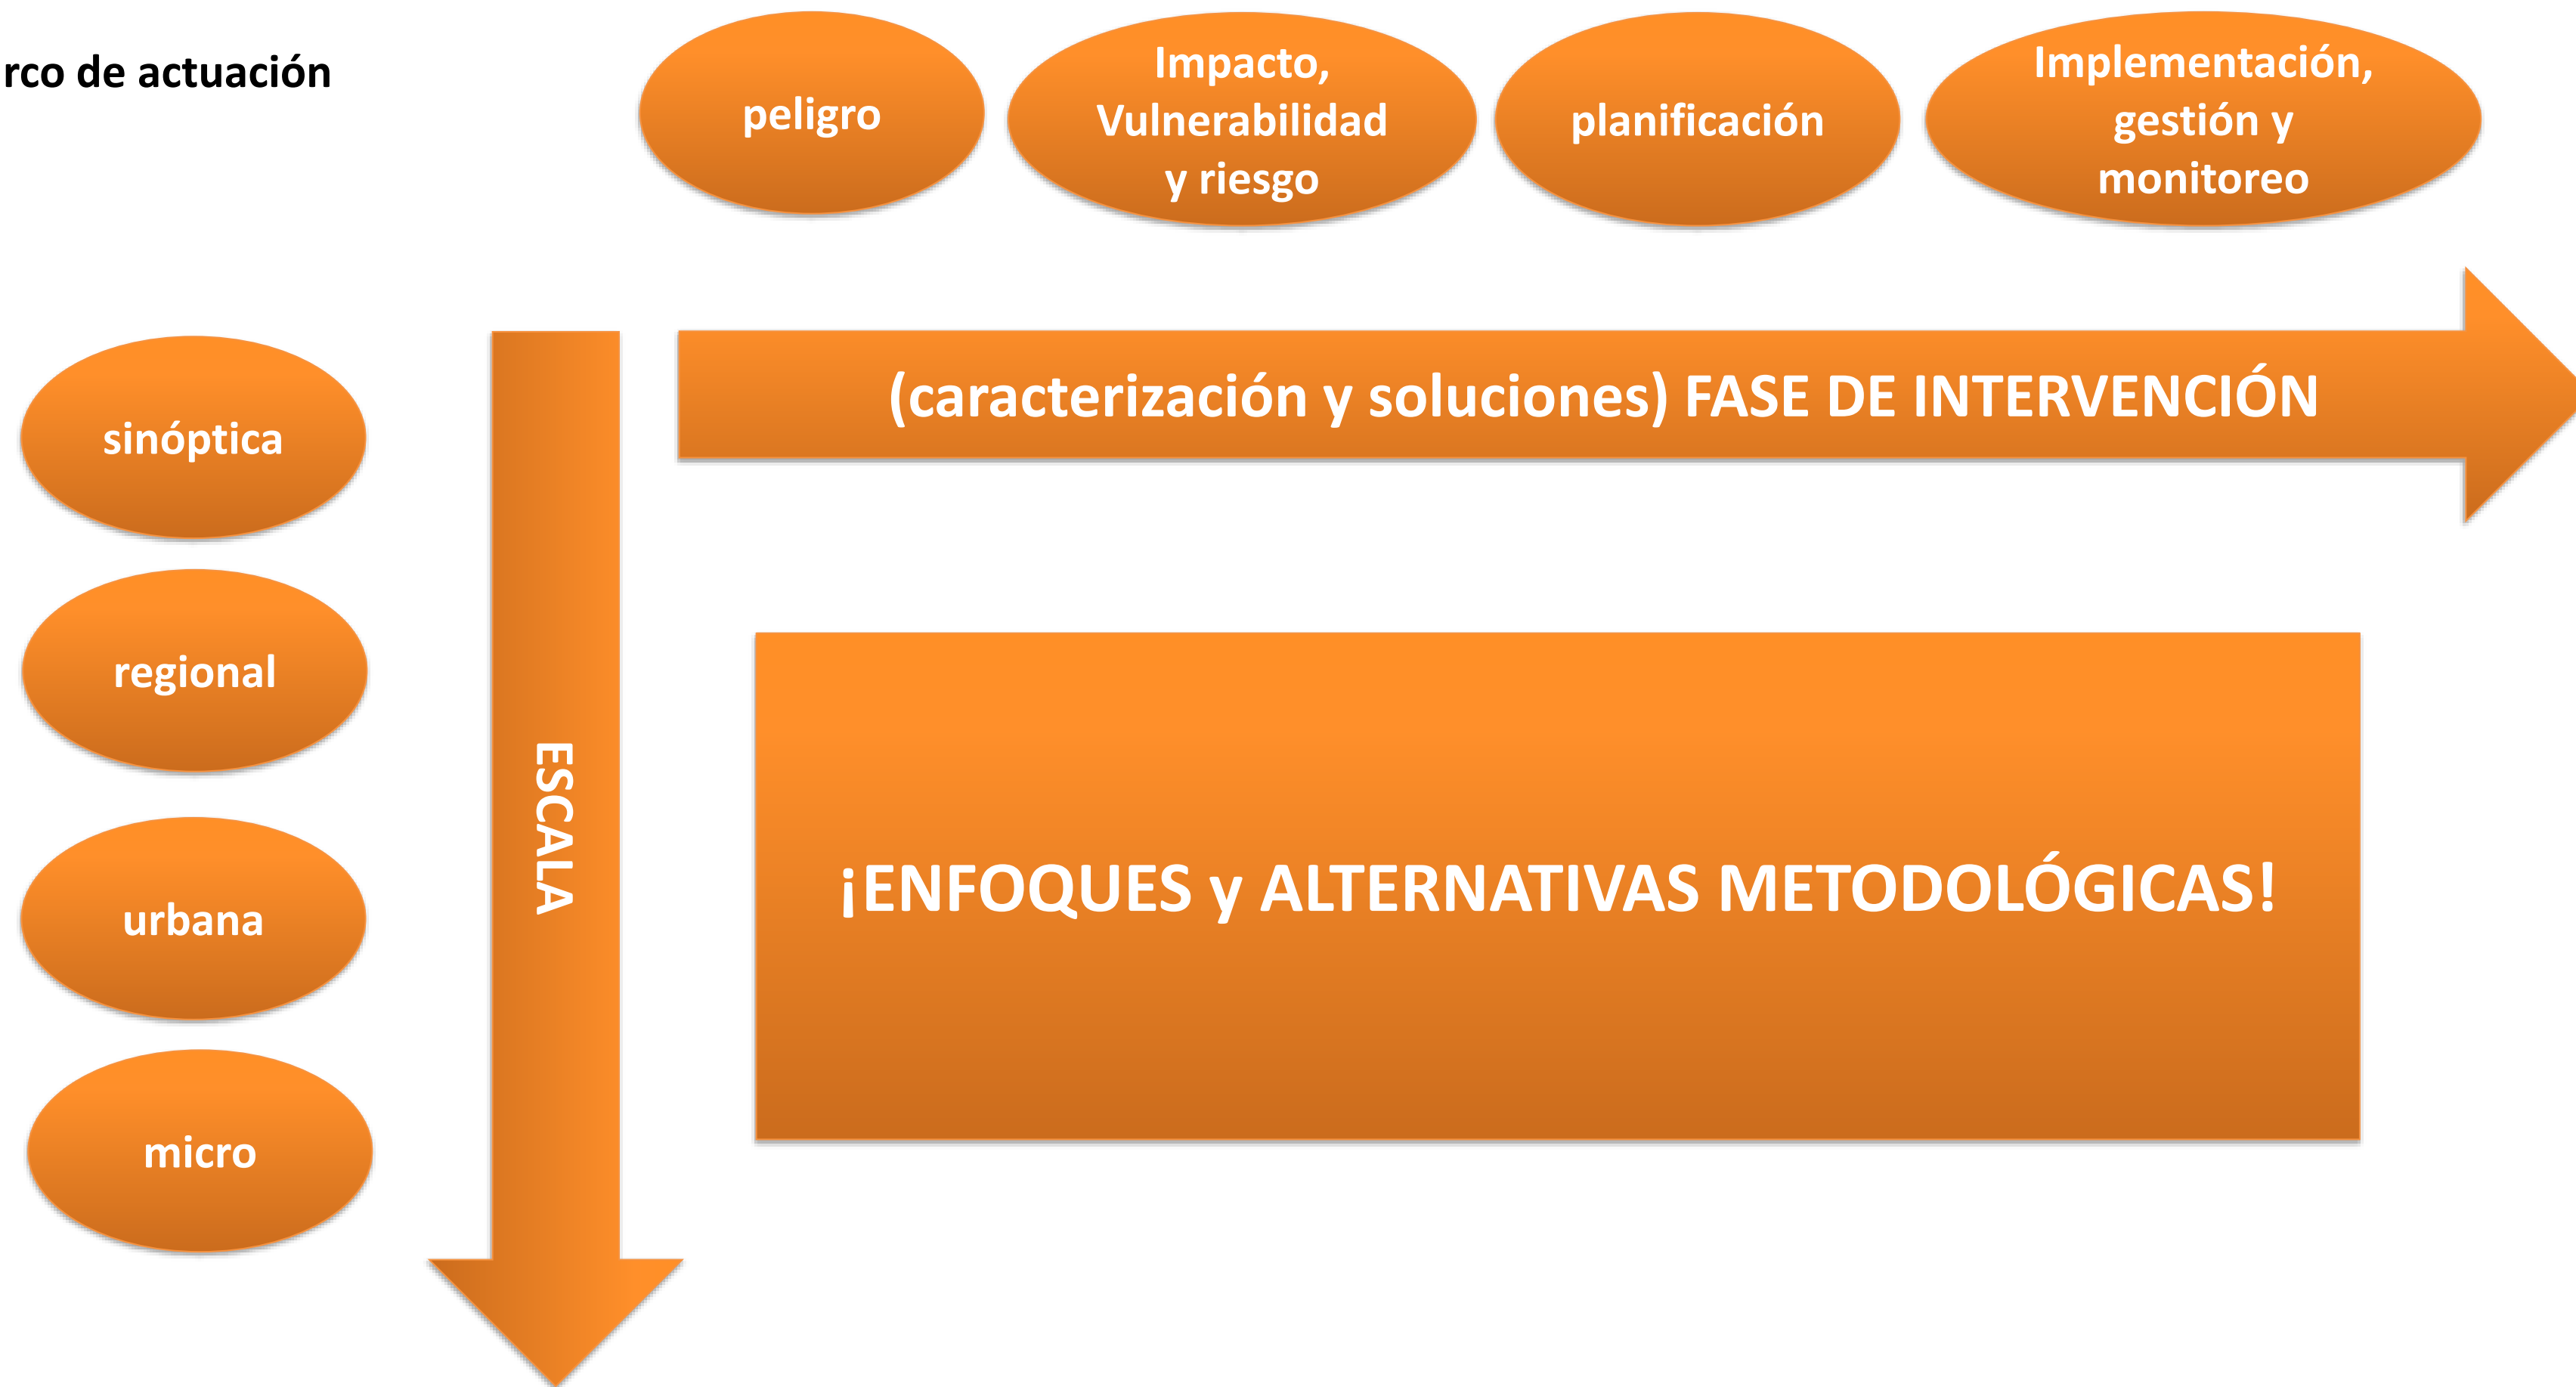 rco de actuación
peligro
Impacto,
Vulnerabilidad
y riesgo
planificación
Implementación,
gestión y
monitoreo
(caracterización y soluciones) FASE DE INTERVENCIÓN
sinóptica
regional
urbana
micro
ESCALA
¡ENFOQUES y ALTERNATIVAS METODOLÓGICAS!